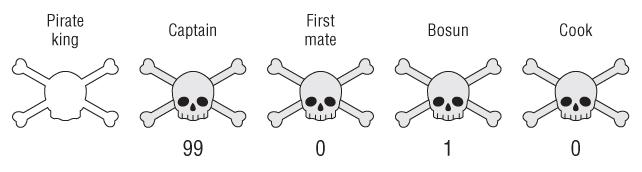 Pirate
king
Captain
First
mate
Bosun
Cook
99
0
1
0